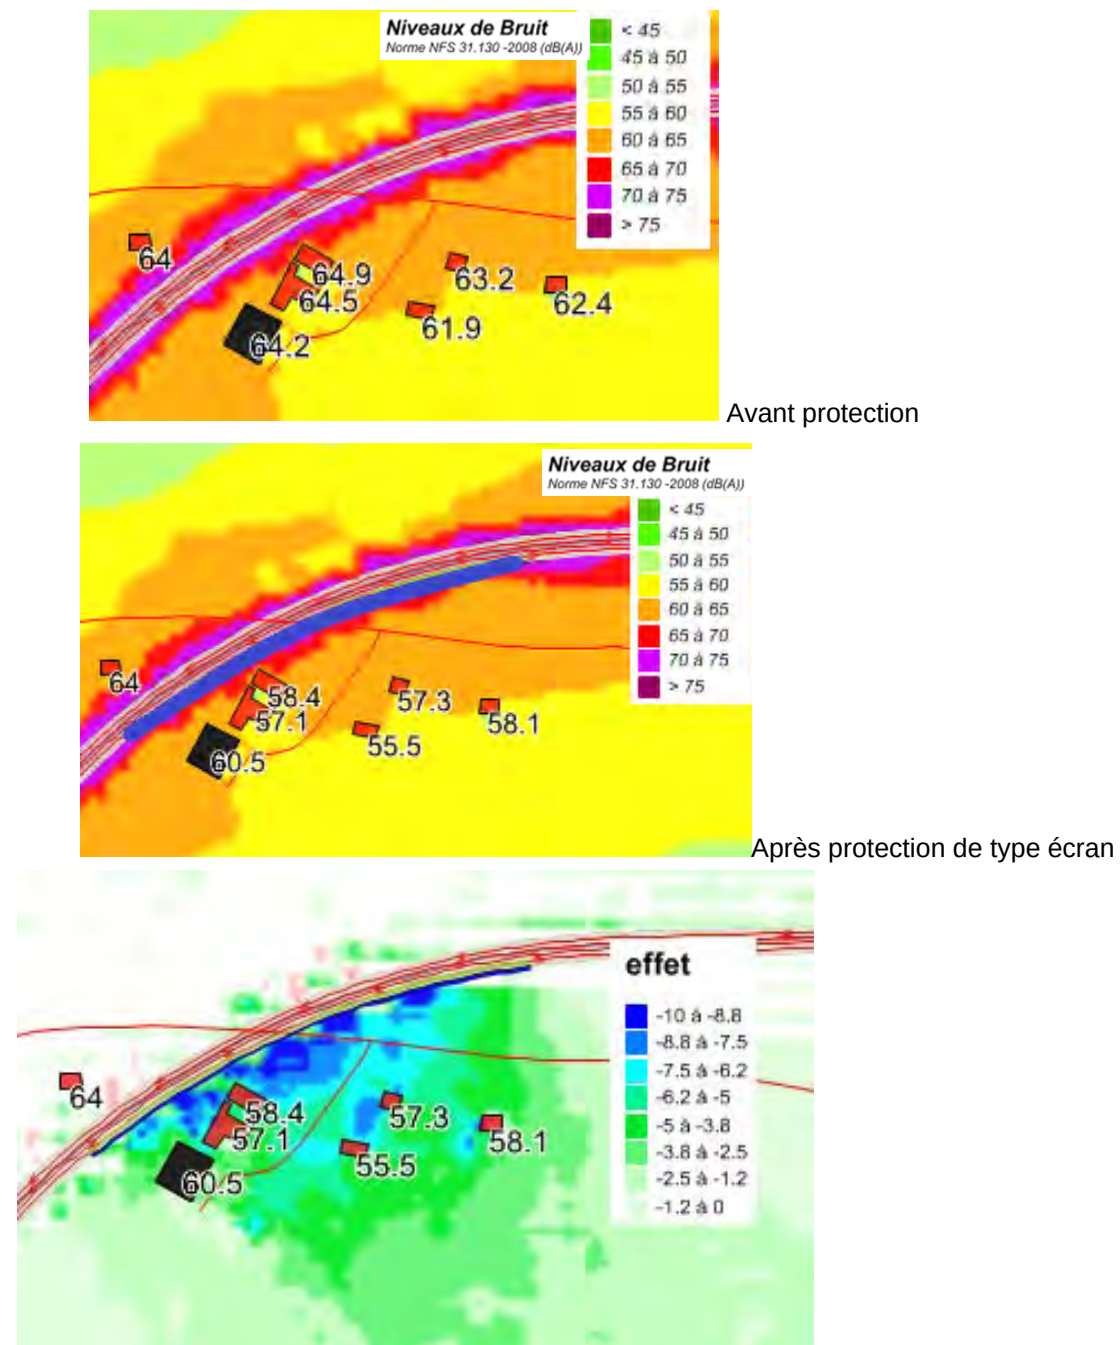 Niveaux de Bruit
Norme NFS 31.130 -2008 (dB(A))
< 45
45 à 50
50 à 55
55 à 60
60 à 65
65 à 70
70 à 75
> 75
64
64.9
64.5
64.2
63.2
62.4
61.9
Avant protection
Niveaux de Bruit
Norme NFS 31.130 -2008 (dB(A))
< 45
45 à 50
50 à 55
55 à 60
60 à 65
65 à 70
70 à 75
> 75
64
58.4
57.1
60.5
57.3
58.1
55.5
Après protection de type écran
effet
-10 à -8.8
-8.8 à -7.5
-7.5 à -6.2
-6.2 à -5
-5 à -3.8
-3.8 à -2.5
-2.5 à -1.2
-1.2 à 0
64
58.4
57.1
60.5
57.3
58.1
55.5